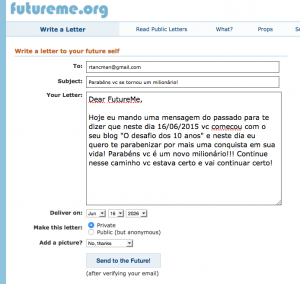 futureme.org
Write a Letter Read Public Letters What? Props
Write a letter to your future self
To: rtancman@gmail.com
Subject: Parabéns vc se tornou um milionário!
Your Letter: Dear FutureMe,
Hoje eu mando uma mensagem do passado para te
dizer que neste dia 16/06/2015 vc comecou com o
seu blog "O desafio dos 10 anos" e neste dia eu
quero te parabenizar por mais uma conquista em sua
vida! Parabéns vc é um novo milionário!!! Continue
nesse caminho vc estava certo e vai continuar certo!
Deliver on: Jun 16 2026
Make this letter: Private
Public (but anonymous)
Add a picture? No, thanks
Send to the Future!
(after verifying your email)